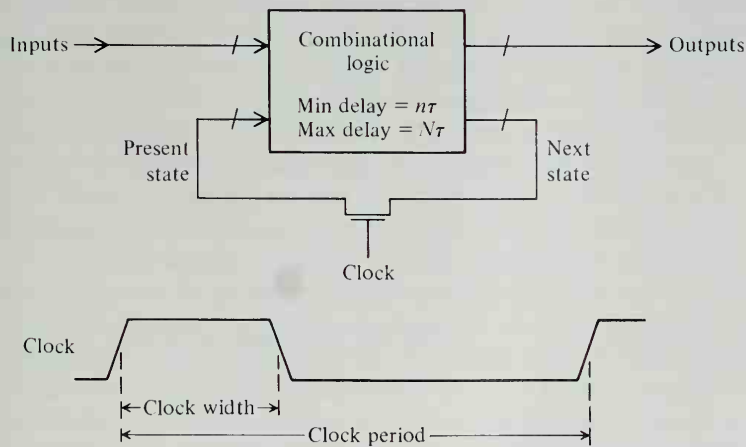 Inputs
Combinational
logic
Outputs
Min delay = nτ
Max delay = Nτ
Present
state
Next
state
Clock
Clock
Clock width
Clock period